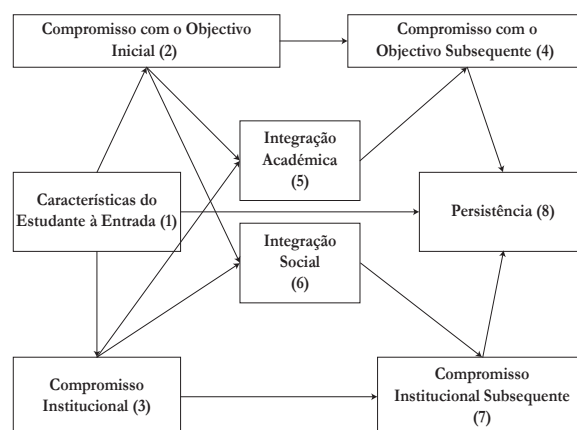 Compromisso com o Objectivo
Inicial (2)
Compromisso com o
Objectivo Subsequente (4)
Integração
Académica
(5)
Características do
Estudante à Entrada (1)
Persistência (8)
Integração
Social
(6)
Compromisso
Institucional (3)
Compromisso
Institucional Subsequente
(7)